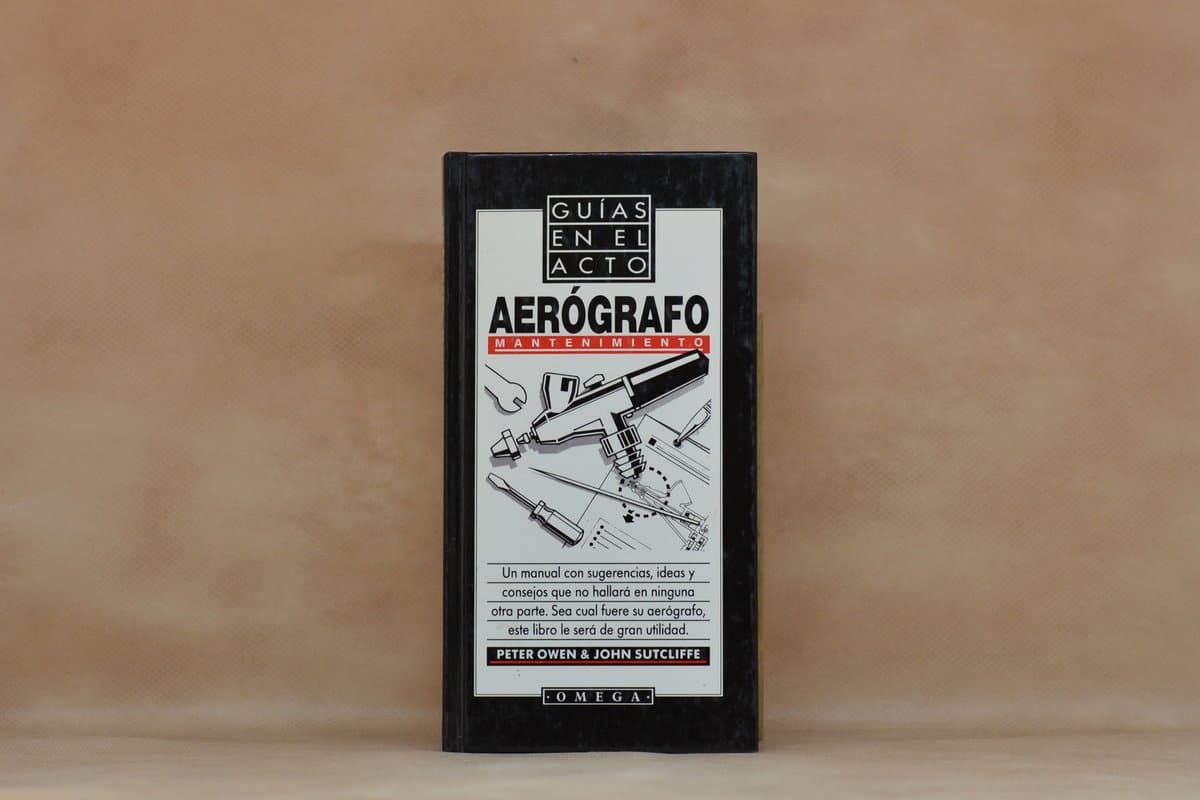 GUÍAS
EN EL
ACTO
AERÓGRAFO
MANTENIMIENTO
Un manual con sugerencias, ideas y
consejos que no hallará en ninguna
otra parte. Sea cual fuere su aerógrafo,
este libro le será de gran utilidad.
PETER OWEN & JOHN SUTCLIFFE
·OMEGA·